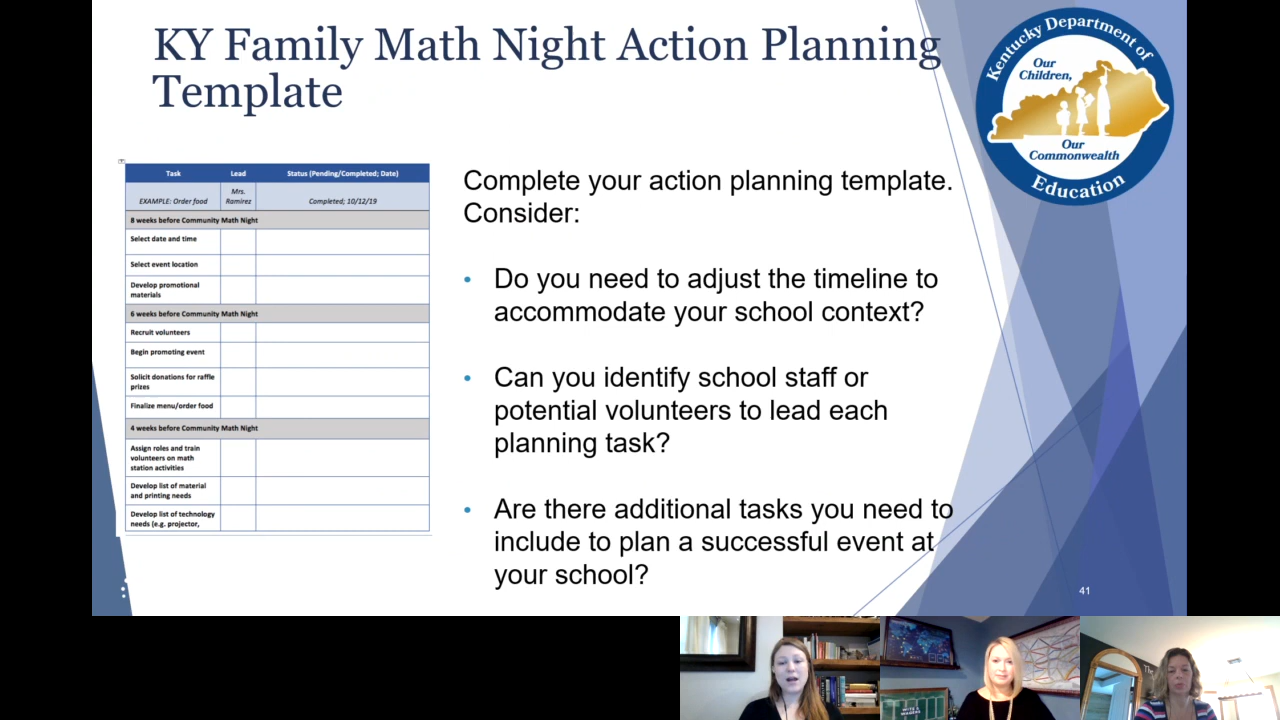 KY Family Math Night Action Planning
Template
Kentucky Department of
Education
Our
Children,
Our
Commonwealth
Task Lead Status (Pending/Completed; Date)
EXAMPLE: Order food Mrs. Ramirez Completed; 10/12/19
8 weeks before Community Math Night
Select date and time
Select event location
Develop promotional
materials
6 weeks before Community Math Night
Recruit volunteers
Begin promoting event
Solicit donations for raffle
prizes
Finalize menu/order food
4 weeks before Community Math Night
Assign roles and train
volunteers on math
station activities
Develop list of material
and printing needs
Develop list of technology
needs (e.g. projector,
Complete your action planning template.
Consider:
• Do you need to adjust the timeline to
accommodate your school context?
• Can you identify school staff or
potential volunteers to lead each
planning task?
• Are there additional tasks you need to
include to plan a successful event at
your school?
41